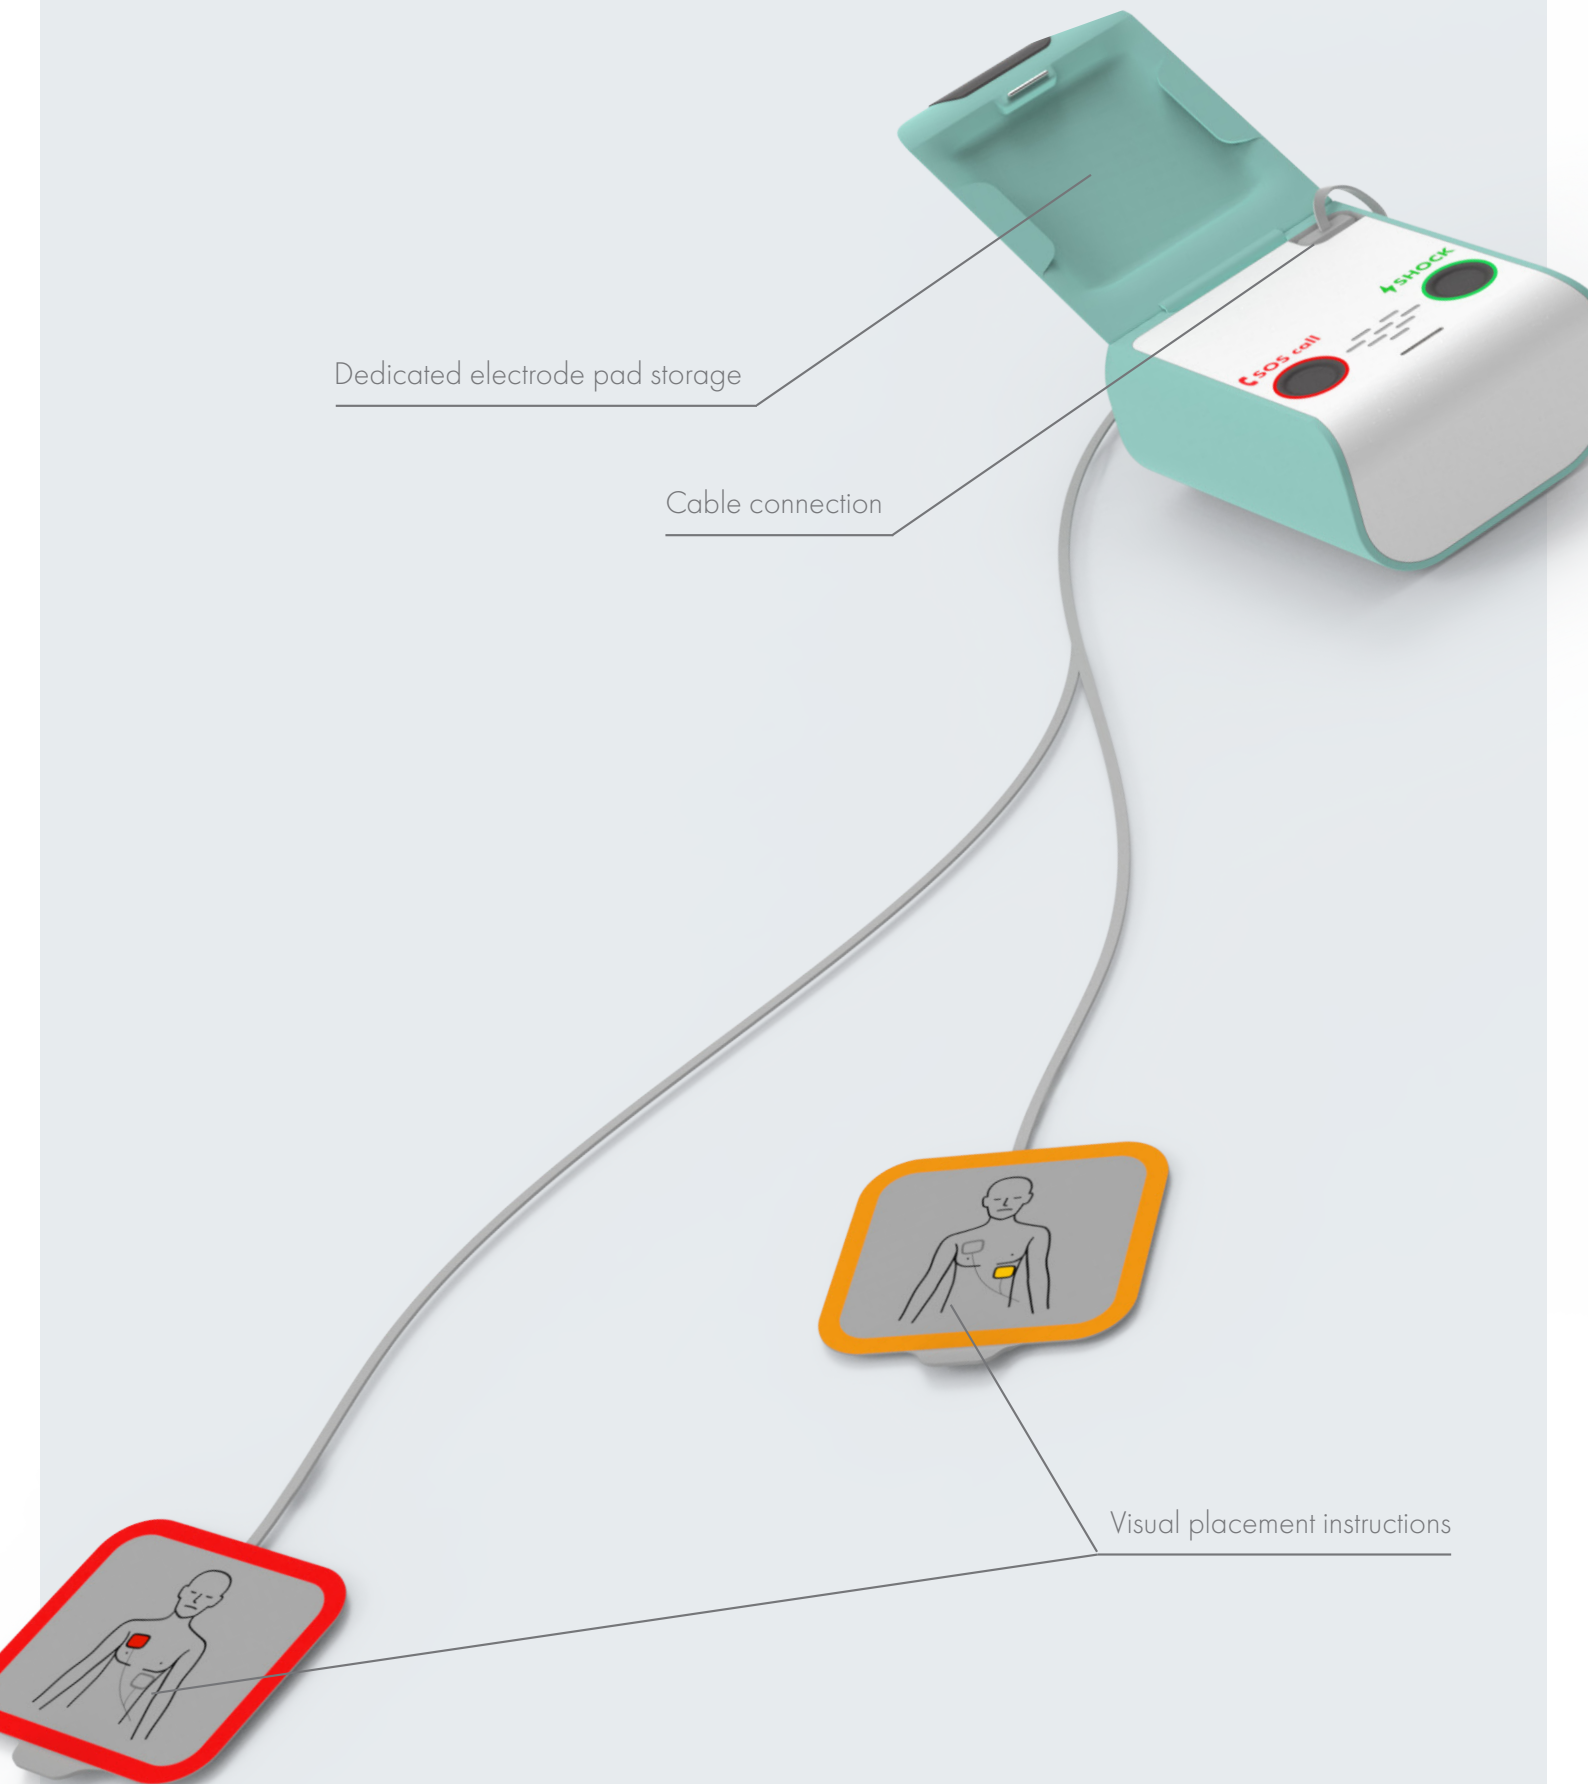 SHOCK
SOS call
Dedicated electrode pad storage
Cable connection
Visual placement instructions